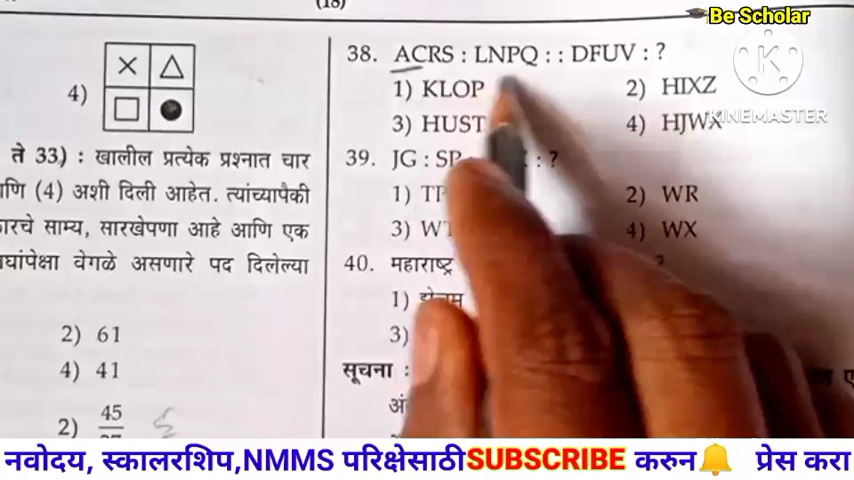 (18)
Be Scholar
KINEMASTER
4)
ते 33) : खालील प्रत्येक प्रश्नात चार
(4) अशी दिली आहेत. त्यांच्यापैकी
साम्य, सारखेपणा आहे आणि एक
वेगळे असणारे पद दिलेल्या
2) 61
4) 41
2) 45
38. ACRS : LNPQ : : DFUV : ?
1) KLOP 2) HIXZ
3) HUST 4) HJWX
39. JG : SP : ?
1) TP 2) WR
3) 4) WX
40. महाराष्ट्र ?
1)
3)
सूचना :
नवोदय, स्कालरशिप,NMMS परिक्षेसाठी SUBSCRIBE करुन प्रेस करा